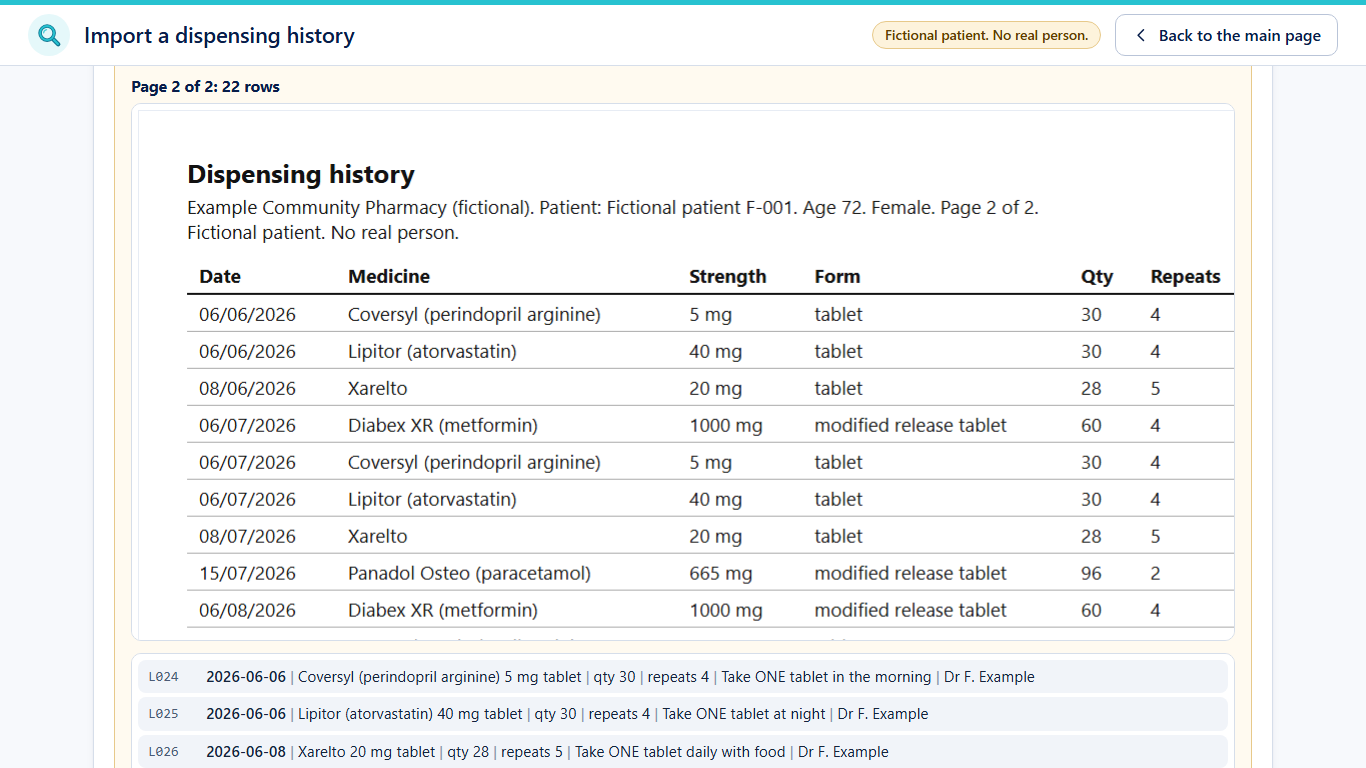 Import a dispensing history
Fictional patient. No real person.
Back to the main page
Page 2 of 2: 22 rows
Dispensing history
Example Community Pharmacy (fictional). Patient: Fictional patient F-001. Age 72. Female. Page 2 of 2.
Fictional patient. No real person.
Date Medicine Strength Form Qty Repeats
06/06/2026 Coversyl (perindopril arginine) 5 mg tablet 30 4
06/06/2026 Lipitor (atorvastatin) 40 mg tablet 30 4
08/06/2026 Xarelto 20 mg tablet 28 5
06/07/2026 Diabex XR (metformin) 1000 mg modified release tablet 60 4
06/07/2026 Coversyl (perindopril arginine) 5 mg tablet 30 4
06/07/2026 Lipitor (atorvastatin) 40 mg tablet 30 4
08/07/2026 Xarelto 20 mg tablet 28 5
15/07/2026 Panadol Osteo (paracetamol) 665 mg modified release tablet 96 2
06/08/2026 Diabex XR (metformin) 1000 mg modified release tablet 60 4
L024 2026-06-06 | Coversyl (perindopril arginine) 5 mg tablet | qty 30 | repeats 4 | Take ONE tablet in the morning | Dr F. Example
L025 2026-06-06 | Lipitor (atorvastatin) 40 mg tablet | qty 30 | repeats 4 | Take ONE tablet at night | Dr F. Example
L026 2026-06-08 | Xarelto 20 mg tablet | qty 28 | repeats 5 | Take ONE tablet daily with food | Dr F. Example